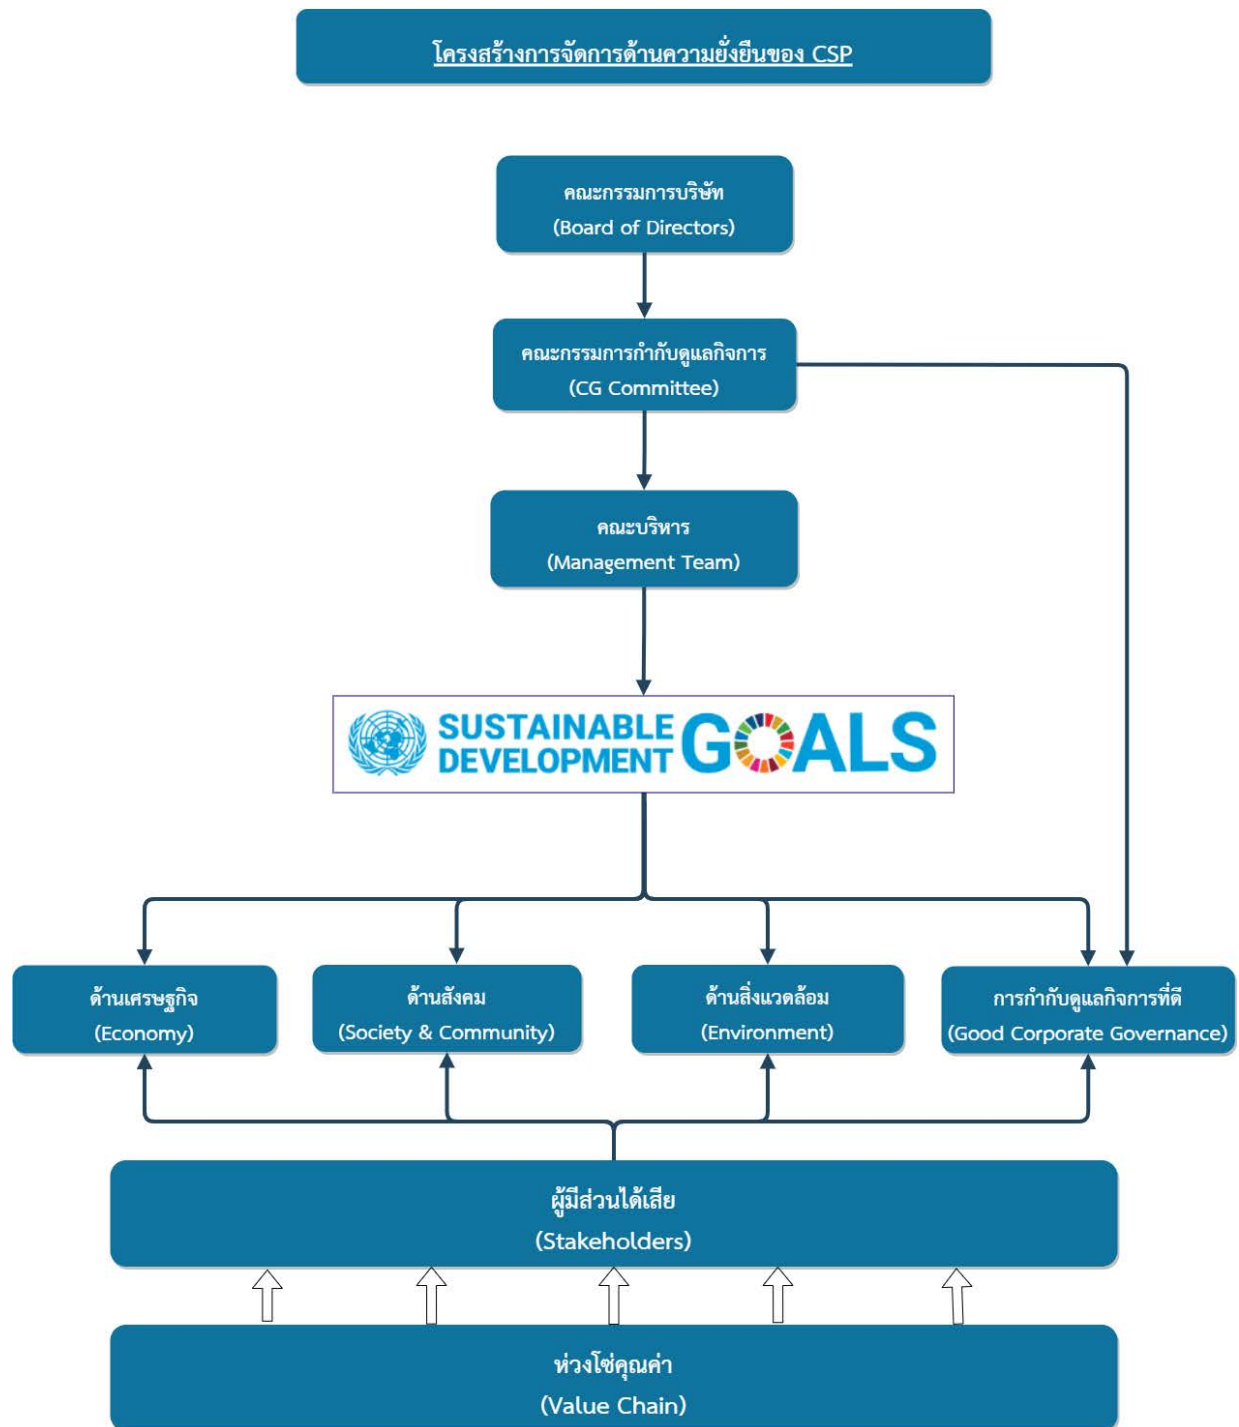 โครงสร้างการจัดการด้านความยั่งยืนของ CSP
คณะกรรมการบริษัท
(Board of Directors)
คณะกรรมการกำกับดูแลกิจการ
(CG Committee)
คณะบริหาร
(Management Team)
SUSTAINABLE
DEVELOPMENT
GOALS
ด้านเศรษฐกิจ
(Economy)
ด้านสังคม
(Society & Community)
ด้านสิ่งแวดล้อม
(Environment)
การกำกับดูแลกิจการที่ดี
(Good Corporate Governance)
ผู้มีส่วนได้เสีย
(Stakeholders)
ห่วงโซ่คุณค่า
(Value Chain)